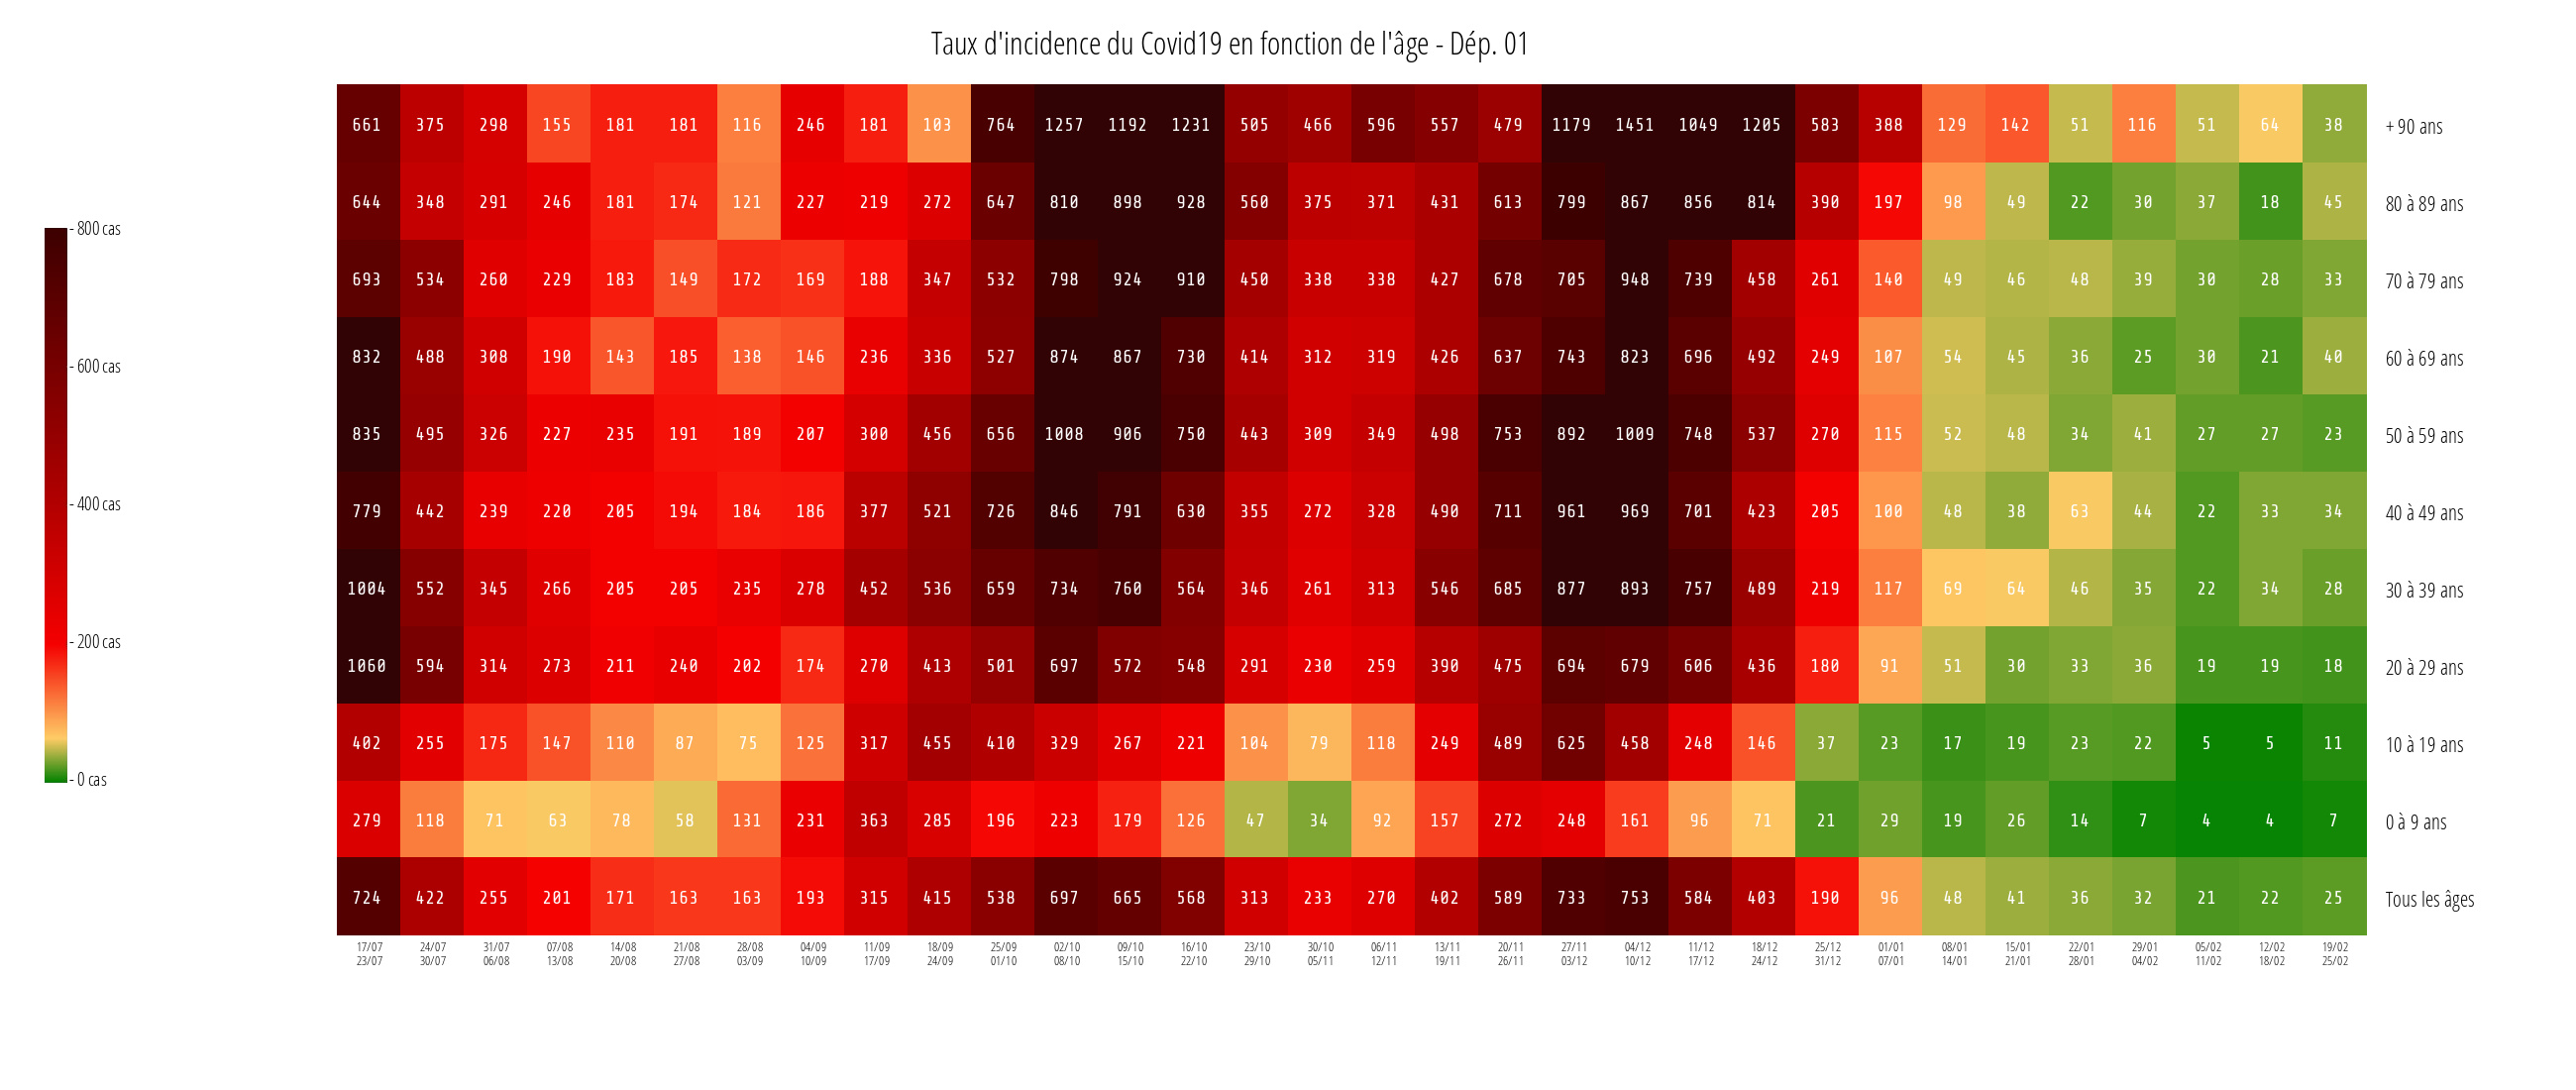 Taux d'incidence du Covid19 en fonction de l'âge - Dép. 01
- 800 cas
- 600 cas
- 400 cas
- 200 cas
- 0 cas
661 375 298 155 181 181 116 246 181 103 764 1257 1192 1231 505 466 596 557 479 1179 1451 1049 1205 583 388 129 142 51 116 51 64 38 + 90 ans
644 348 291 246 181 174 121 227 219 272 647 810 898 928 560 375 371 431 613 799 867 856 814 390 197 98 49 22 30 37 18 45 80 à 89 ans
693 534 260 229 183 149 172 169 188 347 532 798 924 910 450 338 338 427 678 705 948 739 458 261 140 49 46 48 39 30 28 33 70 à 79 ans
832 488 308 190 143 185 138 146 236 336 527 874 867 730 414 312 319 426 637 743 823 696 492 249 107 54 45 36 25 30 21 40 60 à 69 ans
835 495 326 227 235 191 189 207 300 456 656 1008 906 750 443 309 349 498 753 892 1009 748 537 270 115 52 48 34 41 27 27 23 50 à 59 ans
779 442 239 220 205 194 184 186 377 521 726 846 791 630 355 272 328 490 711 961 969 701 423 205 100 48 38 63 44 22 33 34 40 à 49 ans
1004 552 345 266 205 205 235 278 452 536 659 734 760 564 346 261 313 546 685 877 893 757 489 219 117 69 64 46 35 22 34 28 30 à 39 ans
1060 594 314 273 211 240 202 174 270 413 501 697 572 548 291 230 259 390 475 694 679 606 436 180 91 51 30 33 36 19 19 18 20 à 29 ans
402 255 175 147 110 87 75 125 317 455 410 329 267 221 104 79 118 249 489 625 458 248 146 37 23 17 19 23 22 5 5 11 10 à 19 ans
279 118 71 63 78 58 131 231 363 285 196 223 179 126 47 34 92 157 272 248 161 96 71 21 29 19 26 14 7 4 4 7 0 à 9 ans
724 422 255 201 171 163 163 193 315 415 538 697 665 568 313 233 270 402 589 733 753 584 403 190 96 48 41 36 32 21 22 25 Tous les âges
17/07 24/07 31/07 07/08 14/08 21/08 28/08 04/09 11/09 18/09 25/09 02/10 09/10 16/10 23/10 30/10 06/11 13/11 20/11 27/11 04/12 11/12 18/12 25/12 01/01 08/01 15/01 22/01 29/01 05/02 12/02 19/02
23/07 30/07 06/08 13/08 20/08 27/08 03/09 10/09 17/09 24/09 01/10 08/10 15/10 22/10 29/10 05/11 12/11 19/11 26/11 03/12 10/12 17/12 24/12 31/12 07/01 14/01 21/01 28/01 04/02 11/02 18/02 25/02